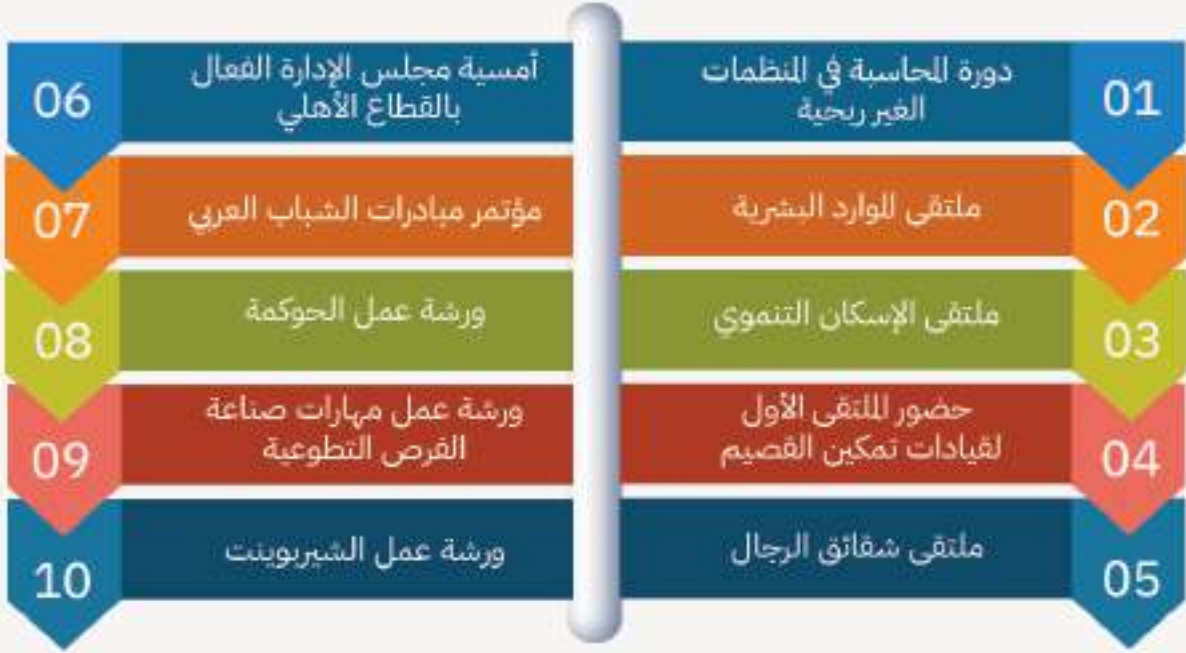 01
دورة المحاسبة في المنظمات
الغير ربحية
02
ملتقى الموارد البشرية
03
ملتقى الإسكان التنموي
04
حضور الملتقى الأول
لقيادات تمكين القصيم
05
ملتقى شقائق الرجال
06
أمسية مجلس الإدارة الفعال
بالقطاع الأهلي
07
مؤتمر مبادرات الشباب العربي
08
ورشة عمل الحوكمة
09
ورشة عمل مهارات صناعة
الفرص التطوعية
10
ورشة عمل الشيربوينت